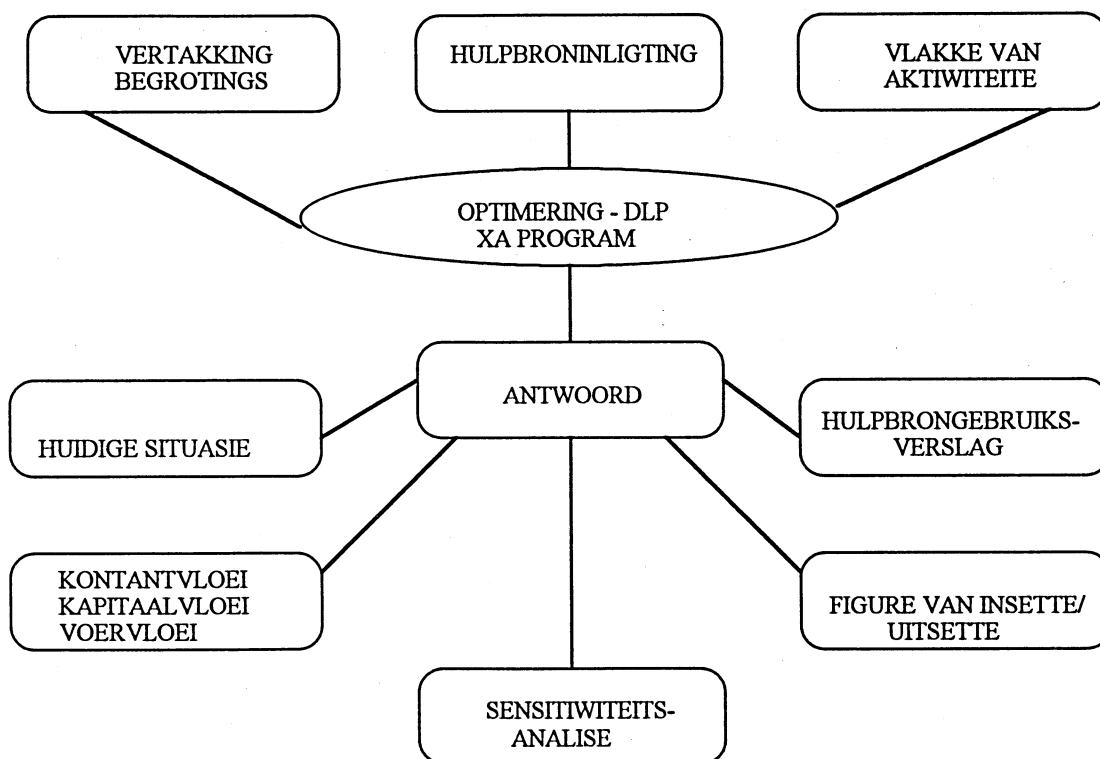 VERTAKKING
BEGROTINGS
HULPBRONINLIGTING
VLAKKE VAN
AKTIWITEITE
OPTIMERING - DLP
XA PROGRAM
ANTWOORD
HUIDIGE SITUASIE
HULPBRONGEBRUIKS-
VERSLAG
KONTANTVLOEI
KAPITAALVLOEI
VOERVLOEI
FIGURE VAN INSETTE/
UITSETTE
SENSITIWITEITS-
ANALISE